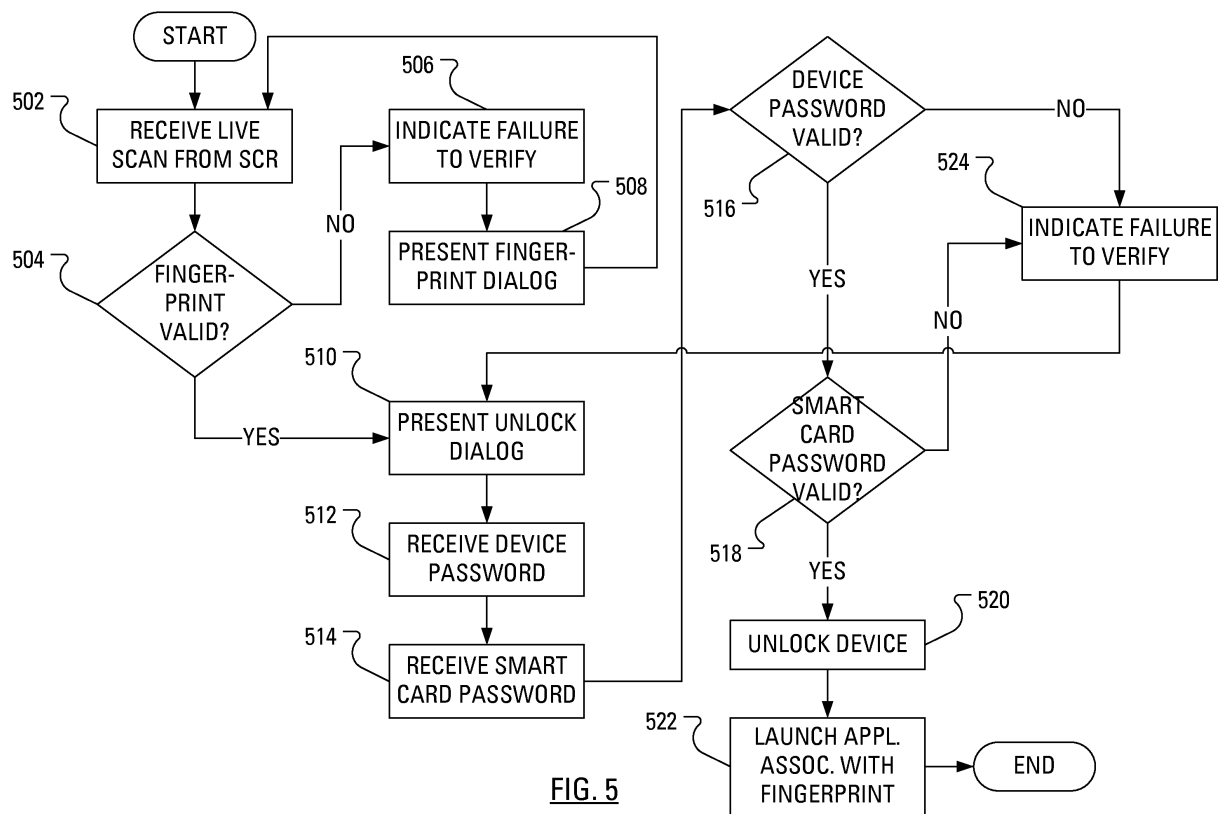 START
502
RECEIVE LIVE
SCAN FROM SCR
504
FINGER-
PRINT
VALID?
NO
YES
506
INDICATE FAILURE
TO VERIFY
508
PRESENT FINGER-
PRINT DIALOG
510
PRESENT UNLOCK
DIALOG
512
RECEIVE DEVICE
PASSWORD
514
RECEIVE SMART
CARD PASSWORD
DEVICE
PASSWORD
VALID?
516
NO
YES
524
INDICATE FAILURE
TO VERIFY
SMART
CARD
PASSWORD
VALID?
518
NO
YES
520
UNLOCK DEVICE
522
LAUNCH APPL.
ASSOC. WITH
FINGERPRINT
END
FIG. 5